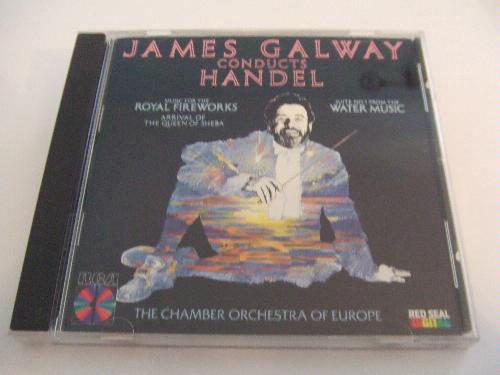 JAMES GALWAY
CONDUCTS
HANDEL
MUSIC FOR THE
ROYAL FIREWORKS
ARRIVAL OF
THE QUEEN OF SHEBA
SUITE NO. 1 FROM THE
WATER MUSIC
RCA
THE CHAMBER ORCHESTRA OF EUROPE
RED SEAL
DIGITAL